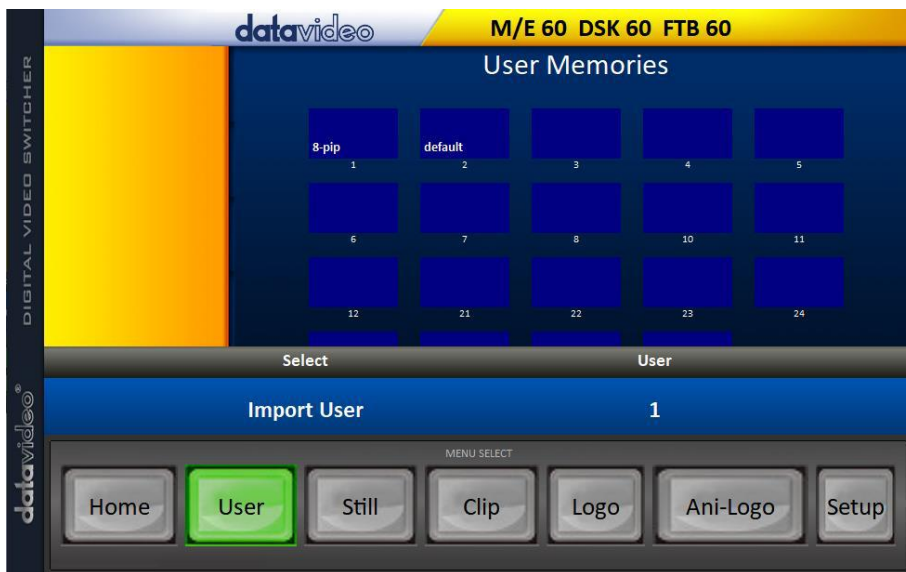 datavideo
M/E 60 DSK 60 FTB 60
User Memories
8-pip
default
1
2
3
4
5
6
7
8
10
11
12
21
22
23
24
Select
User
Import User
1
MENU SELECT
Home
User
Still
Clip
Logo
Ani-Logo
Setup
DIGITAL VIDEO SWITCHER
datavideo®